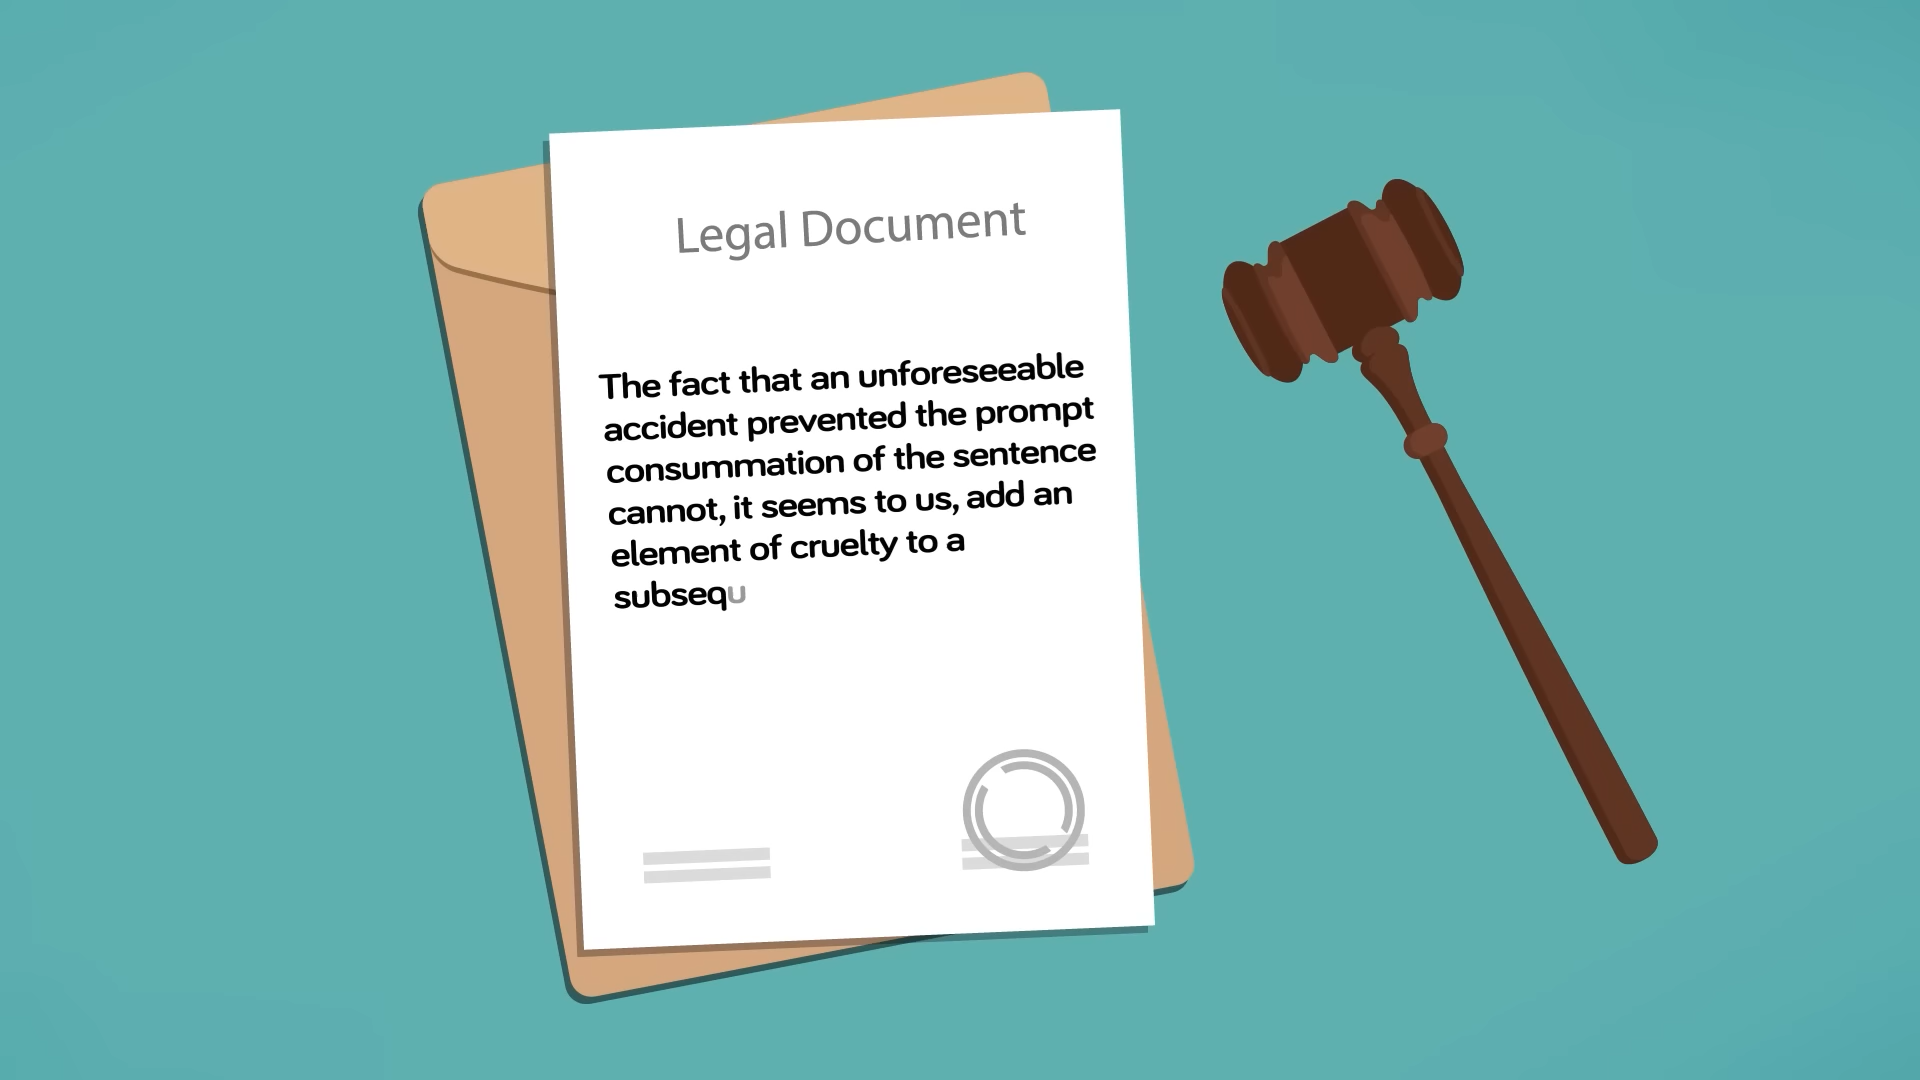 Legal Document
The fact that an unforeseeable
accident prevented the prompt
consummation of the sentence
cannot, it seems to us, add an
element of cruelty to a
subsequ